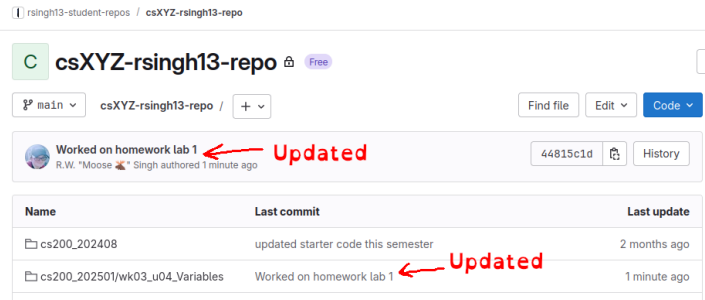 rsingh13-student-repos / csXYZ-rsingh13-repo
C csXYZ-rsingh13-repo Free
main csXYZ-rsingh13-repo / + Find file Edit Code
Worked on homework lab 1 Updated
R.W. "Moose 🌋" Singh authored 1 minute ago
44815c1d History
Name Last commit Last update
cs200_202408 updated starter code this semester 2 months ago
Updated
cs200_202501/wk03_u04_Variables Worked on homework lab 1 1 minute ago